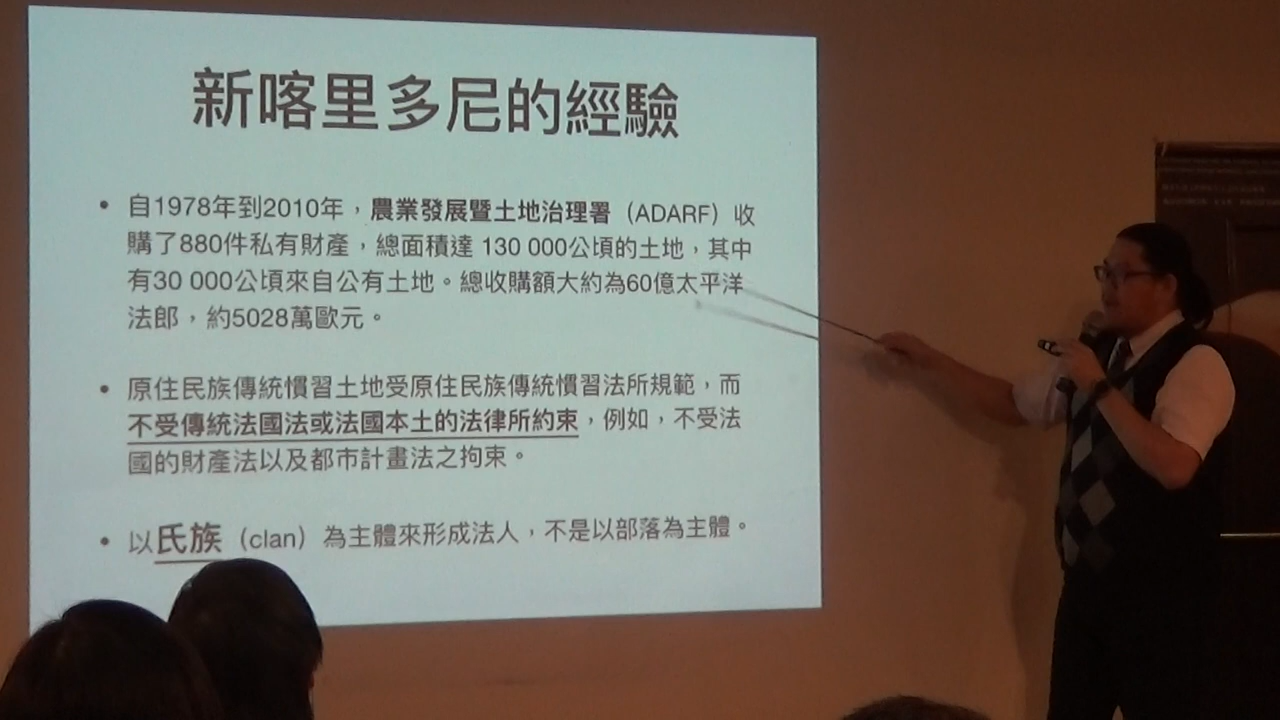 新喀里多尼的經驗
• 自1978年到2010年，農業發展暨土地治理署（ADARF）收
購了880件私有財產，總面積達 130 000公頃的土地，其中
有30 000公頃來自公有土地。總收購額大約為60億太平洋
法郎，約5028萬歐元。
• 原住民族傳統慣習土地受原住民族傳統慣習法所規範，而
不受傳統法國法或法國本土的法律所約束，例如，不受法
國的財產法以及都市計畫法之拘束。
• 以氏族（clan）為主體來形成法人，不是以部落為主體。